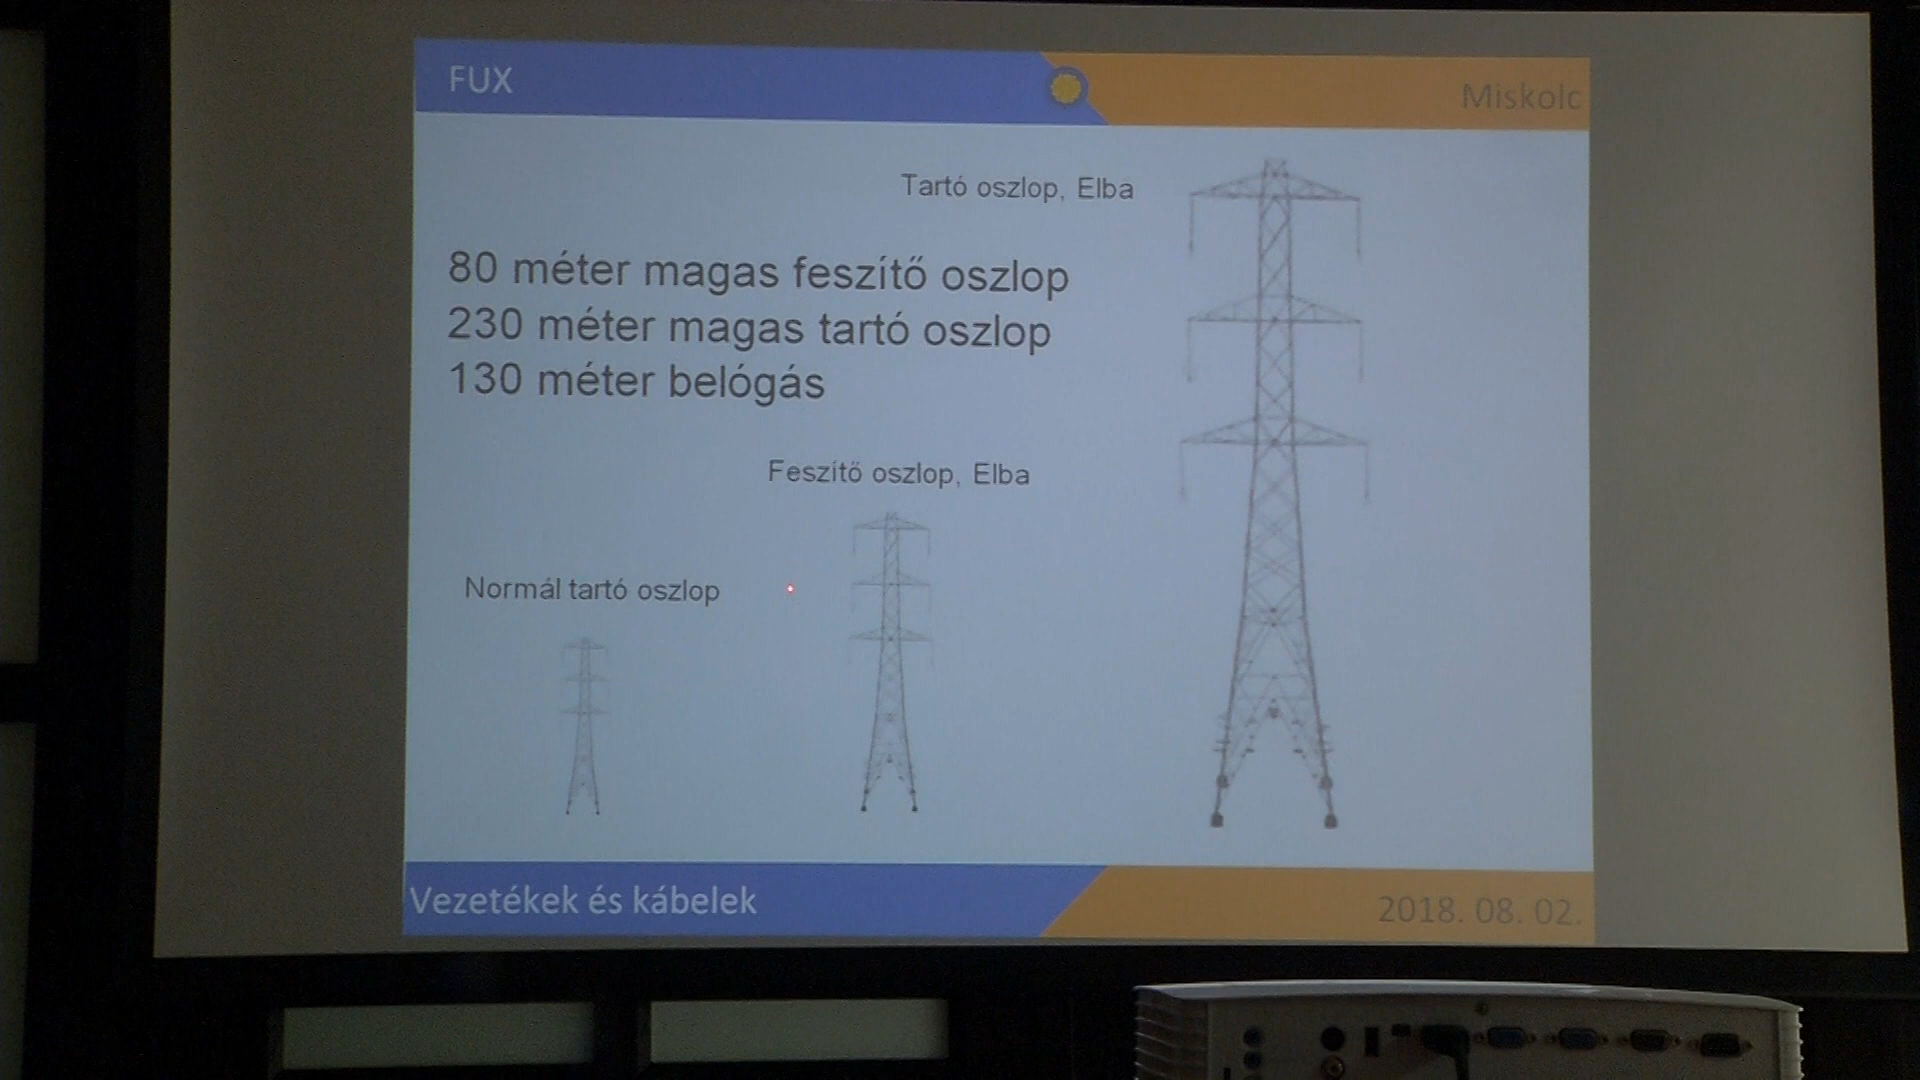 FUX
Miskolc
Tartó oszlop, Elba
80 méter magas feszítő oszlop
230 méter magas tartó oszlop
130 méter belógás
Feszítő oszlop, Elba
Normál tartó oszlop
Vezetékek és kábelek
2018. 08. 02.